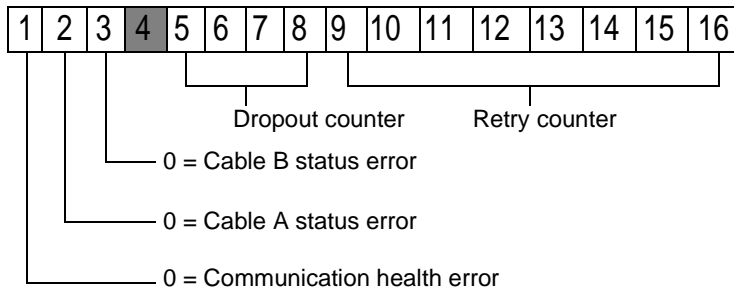 1 2 3 4 5 6 7 8 9 10 11 12 13 14 15 16
Dropout counter Retry counter
0 = Cable B status error
0 = Cable A status error
0 = Communication health error